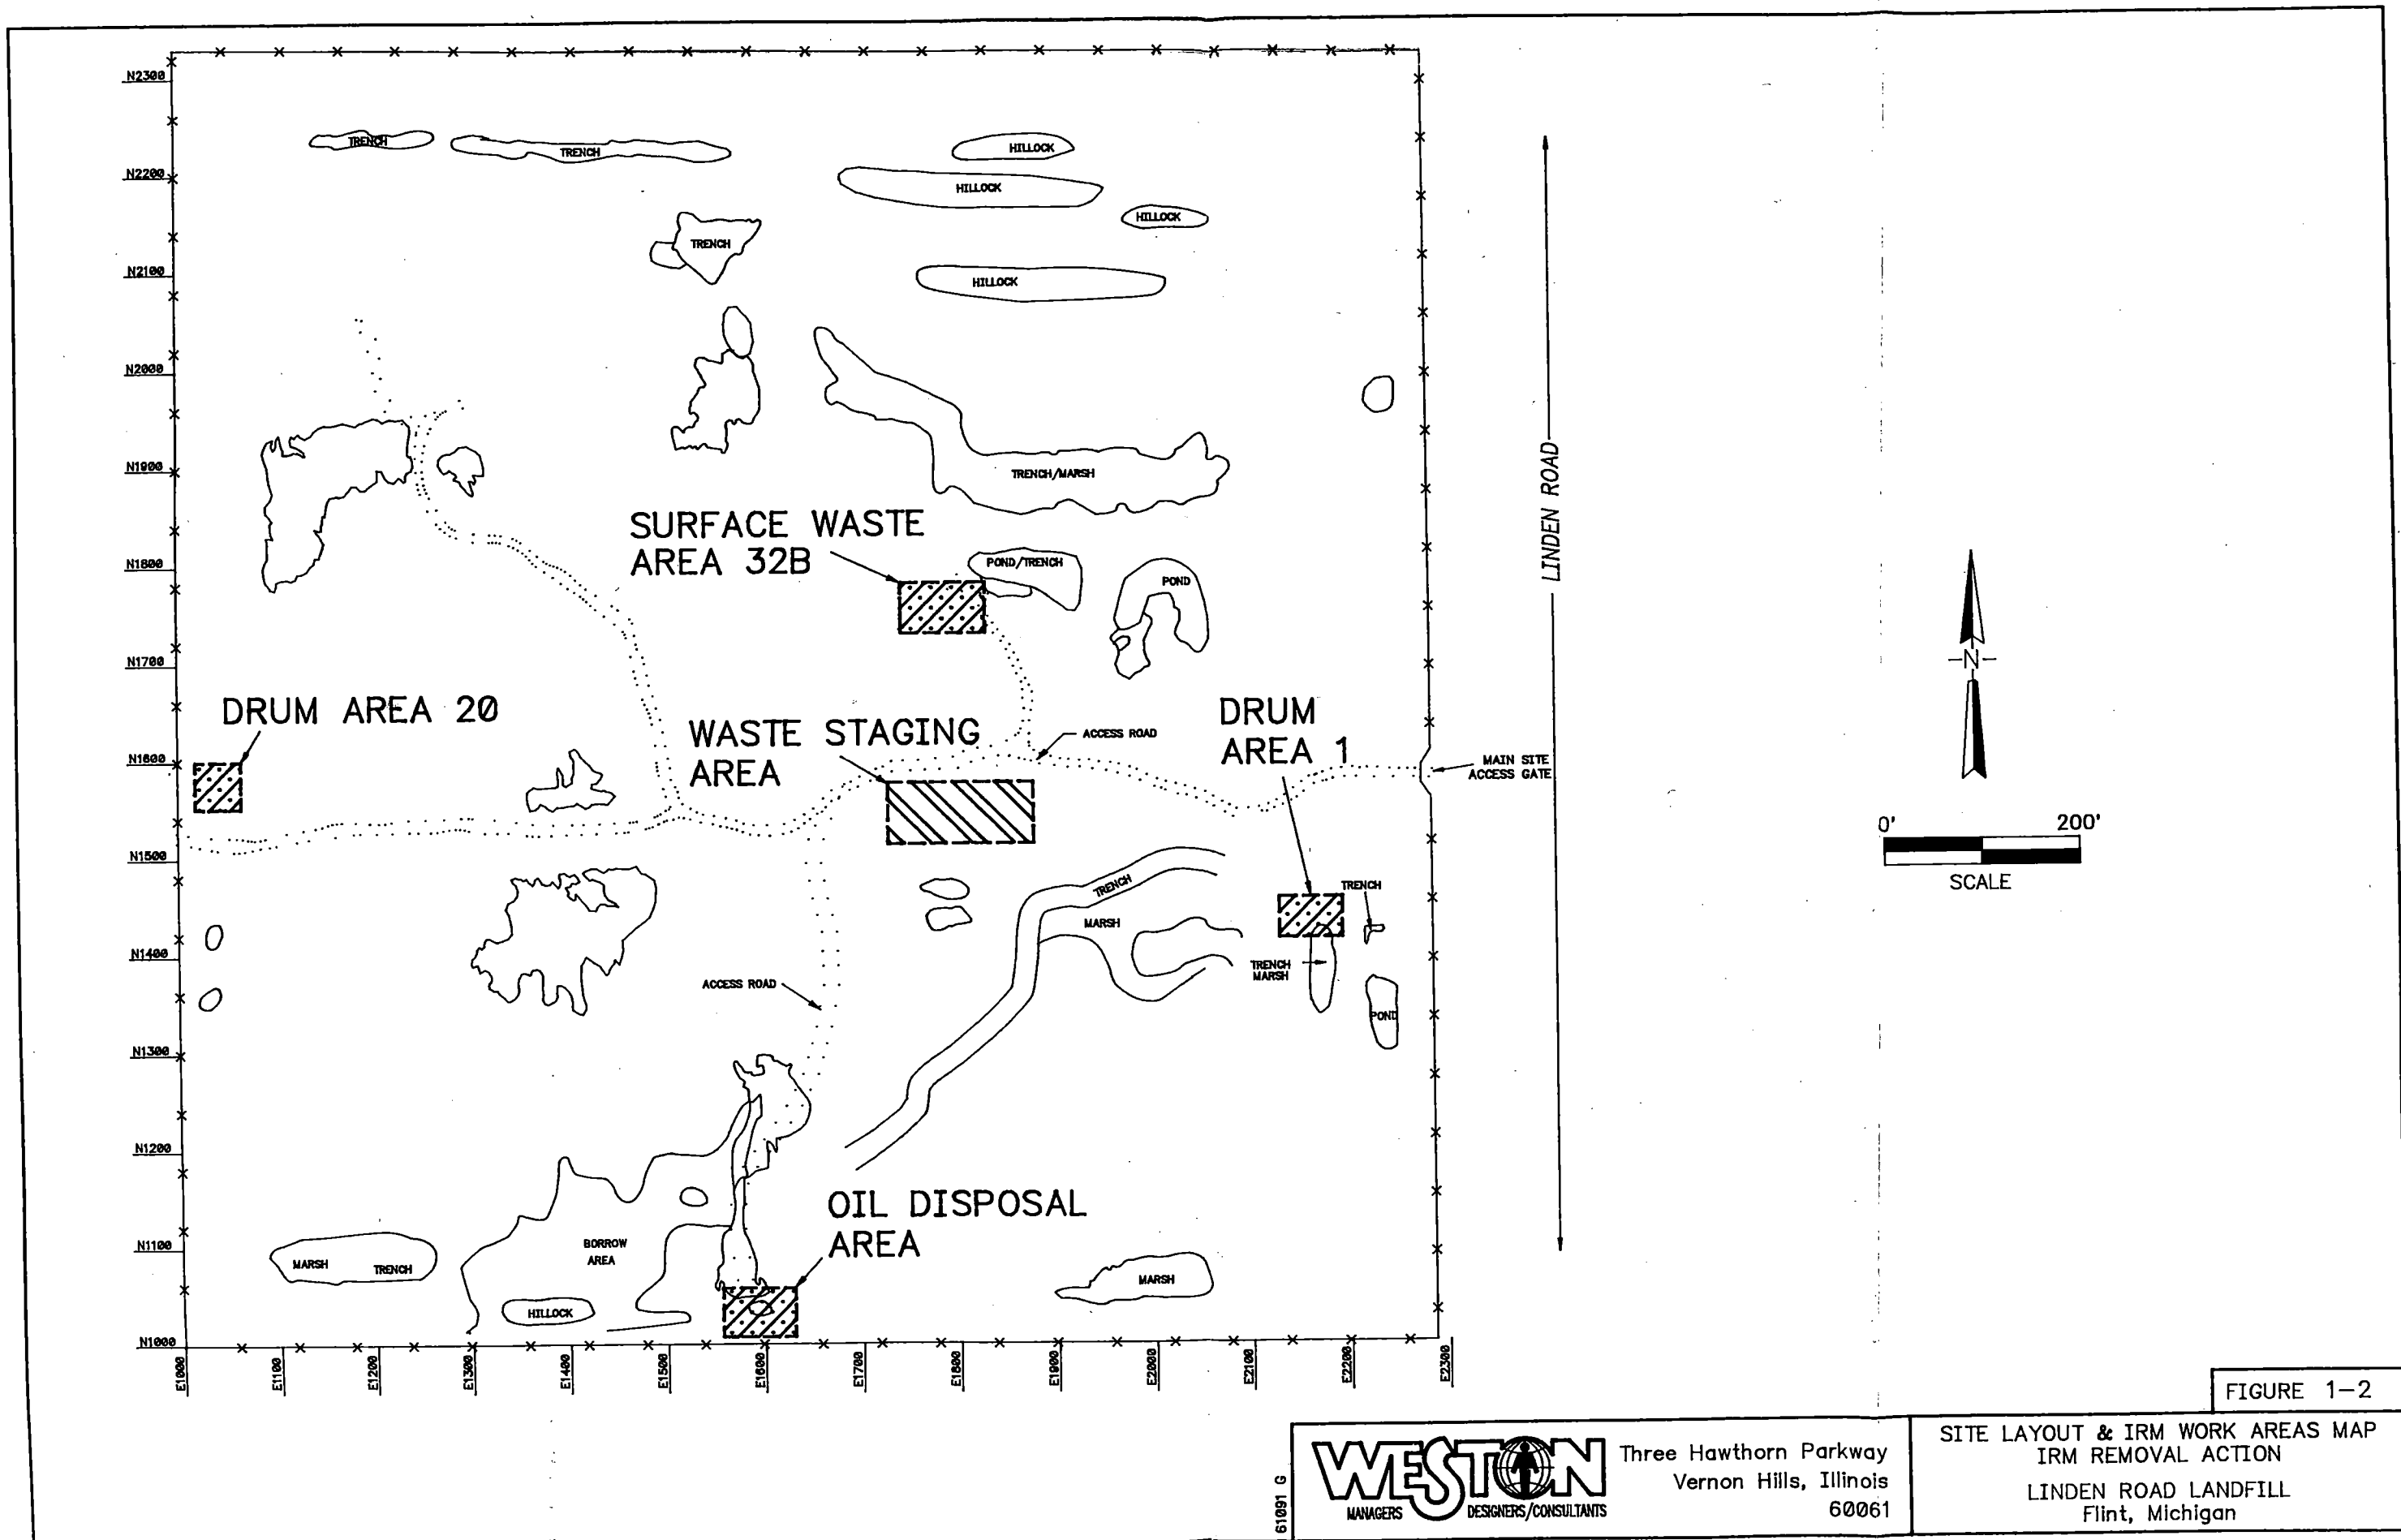 N2300
TRENCH
TRENCH
HILLOCK
N2200
HILLOCK
HILLOCK
TRENCH
N2100
HILLOCK
N2000
N1900
TRENCH/MARSH
LINDEN ROAD
SURFACE WASTE
AREA 32B
N1800
POND/TRENCH
POND
N1700
-N-
DRUM AREA 20
WASTE STAGING
AREA
ACCESS ROAD
DRUM
AREA 1
MAIN SITE
ACCESS GATE
N1600
0' 200'
SCALE
N1500
TRENCH
TRENCH
MARSH
N1400
TRENCH
MARSH
ACCESS ROAD
POND
N1300
N1200
OIL DISPOSAL
AREA
N1100
MARSH TRENCH
BORROW
AREA
MARSH
HILLOCK
N1000
E1000
E1100
E1200
E1300
E1400
E1500
E1600
E1700
E1800
E1900
E2000
E2100
E2200
E2300
FIGURE 1-2
61091 G
WESTON
MANAGERS DESIGNERS/CONSULTANTS
Three Hawthorn Parkway
Vernon Hills, Illinois
60061
SITE LAYOUT & IRM WORK AREAS MAP
IRM REMOVAL ACTION
LINDEN ROAD LANDFILL
Flint, Michigan